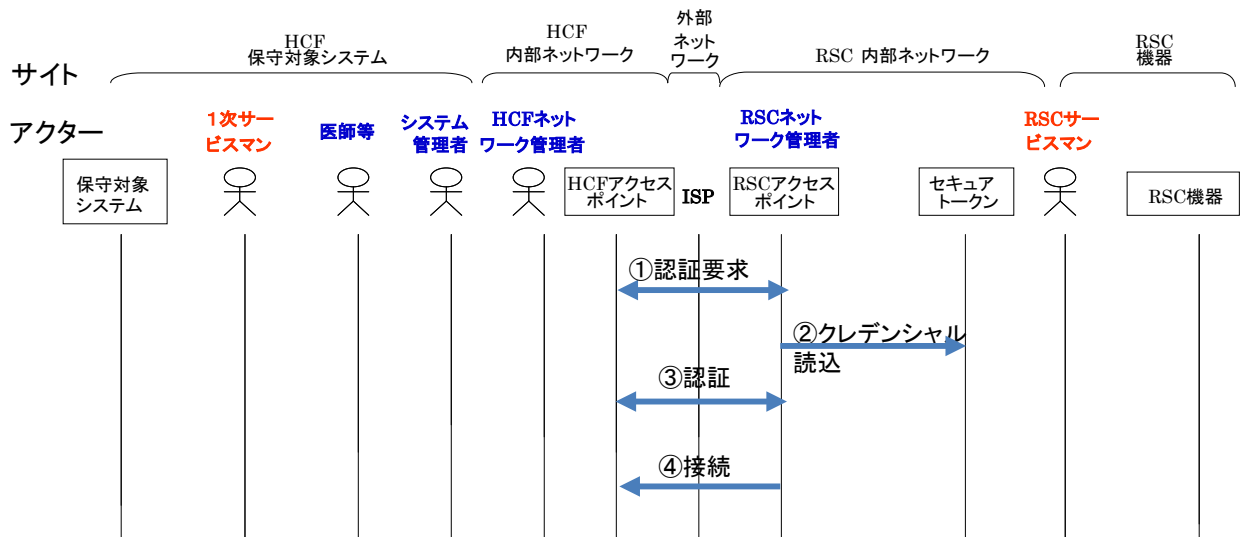 サイト
HCF
保守対象システム
HCF
内部ネットワーク
外部
ネット
ワーク
RSC 内部ネットワーク
RSC
機器
アクター
1次サー
ビスマン
医師等
システム
管理者
HCFネット
ワーク管理者
RSCネット
ワーク管理者
RSCサー
ビスマン
保守対象
システム
HCFアクセス
ポイント
ISP
RSCアクセス
ポイント
セキュア
トークン
RSC機器
①認証要求
②クレデンシャル
読込
③認証
④接続